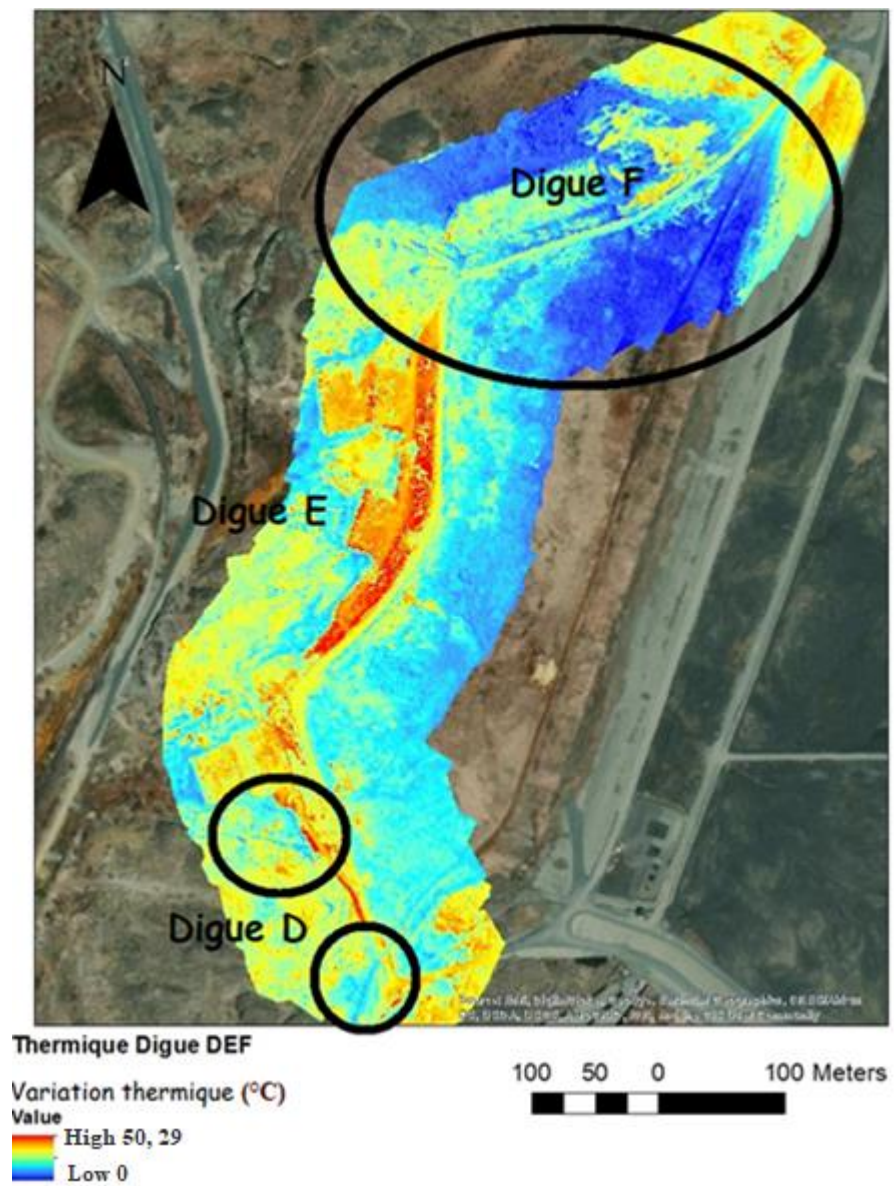 N
Digue F
Digue E
Digue D
Thermique Digue DEF
Variation thermique (°C)
Value
High 50, 29
Low 0
100 50 0 100 Meters